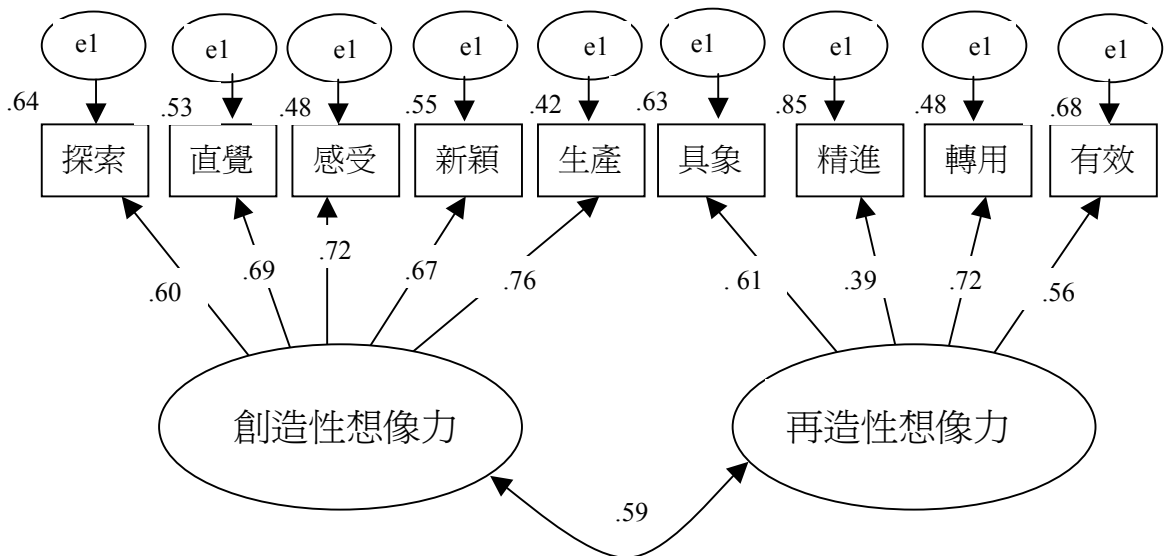 e1 e1 e1 e1 e1 e1 e1 e1 e1
.64 .53 .48 .55 .42 .63 .85 .48 .68
探索 直覺 感受 新穎 生產 具象 精進 轉用 有效
.60 .69 .72 .67 .76 .61 .39 .72 .56
創造性想像力 再造性想像力
.59